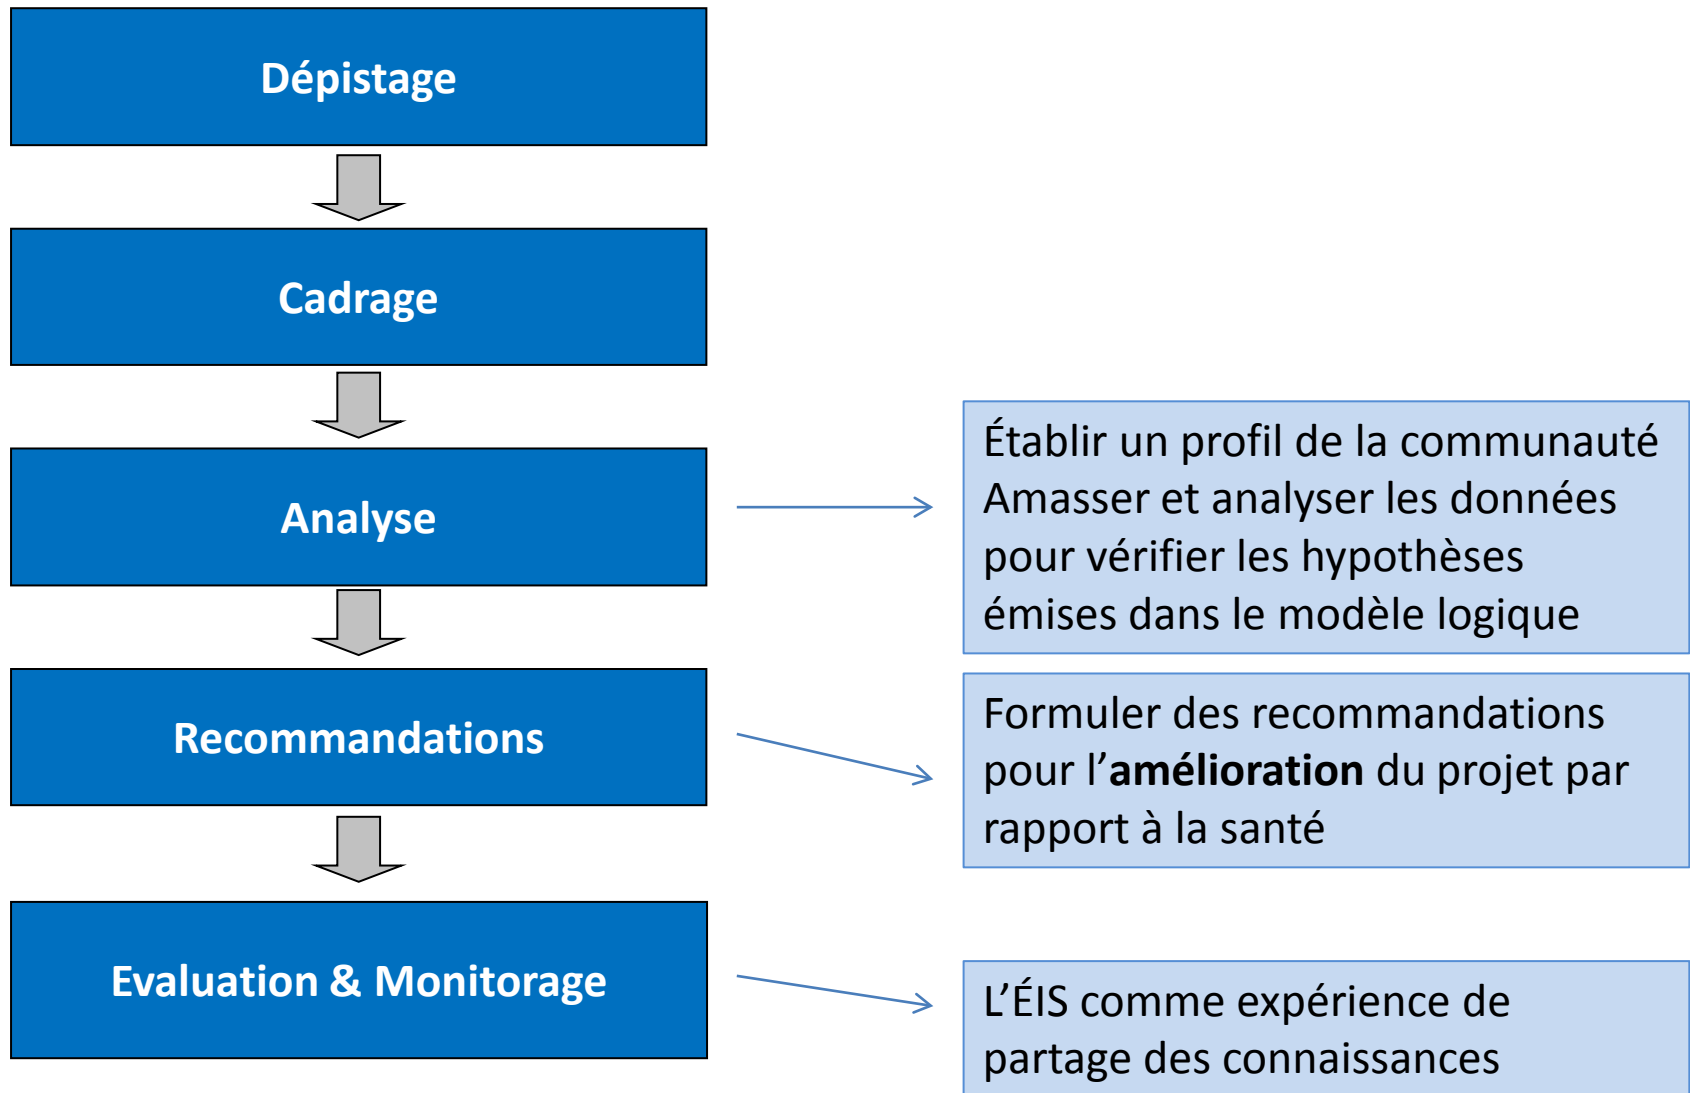 Dépistage
Cadrage
Analyse
Établir un profil de la communauté
Amasser et analyser les données
pour vérifier les hypothèses
émises dans le modèle logique
Recommandations
Formuler des recommandations
pour l’amélioration du projet par
rapport à la santé
Evaluation & Monitorage
L’ÉIS comme expérience de
partage des connaissances